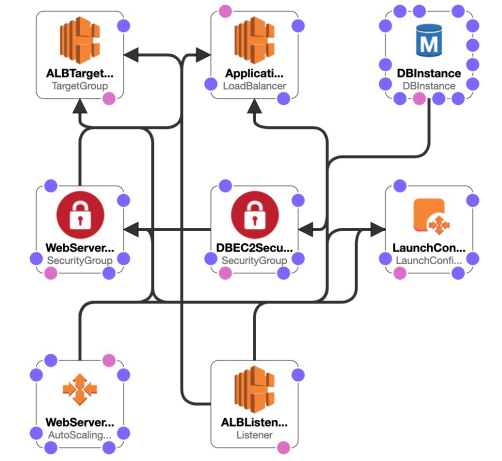 ALBTarget...
TargetGroup
Applicati...
LoadBalancer
M
DBInstance
DBInstance
WebServer...
SecurityGroup
DBEC2Secu...
SecurityGroup
LaunchCon...
LaunchConfi...
WebServer...
AutoScaling...
ALBListen...
Listener